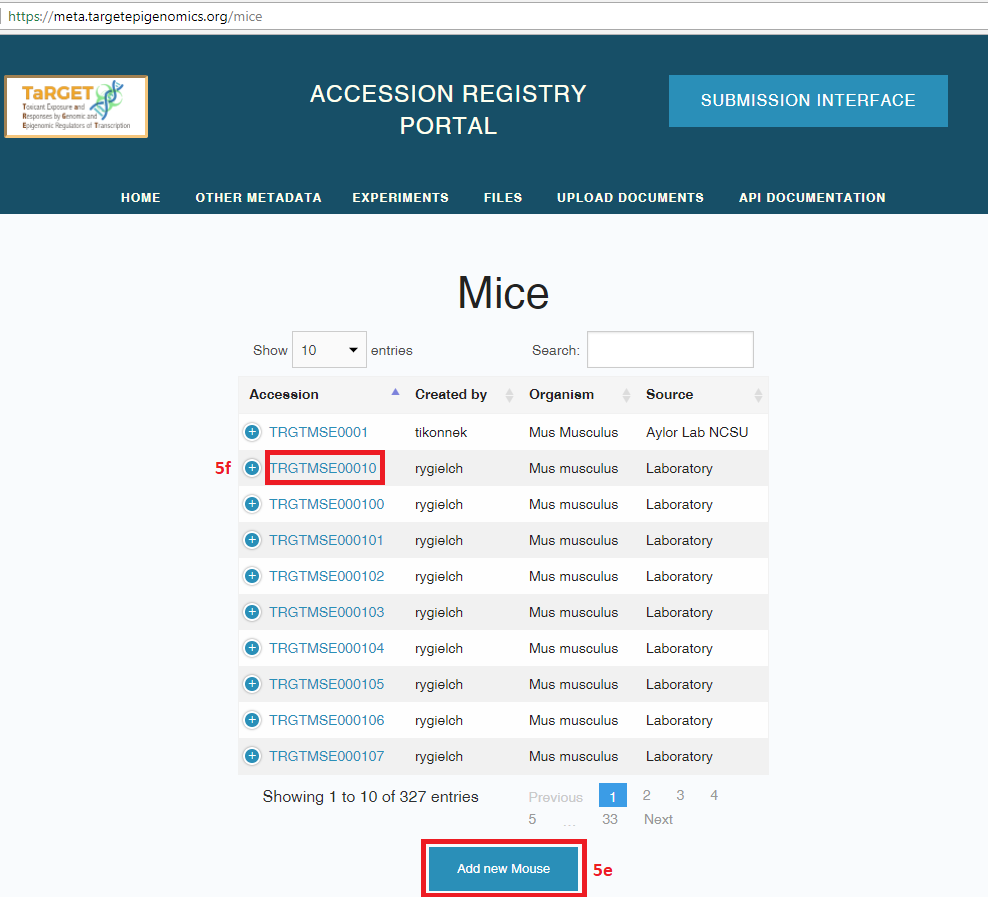 https://meta.targetepigenomics.org/mice
TaRGET
Toxicant Exposure and
Responses by Genomic and
Epigenomic Regulators of Transcription
ACCESSION REGISTRY
PORTAL
SUBMISSION INTERFACE
HOME OTHER METADATA EXPERIMENTS FILES UPLOAD DOCUMENTS API DOCUMENTATION
Mice
Show 10 entries Search:
Accession Created by Organism Source
TRGTMSE0001 tikonnek Mus Musculus Aylor Lab NCSU
5f TRGTMSE00010 rygielch Mus musculus Laboratory
TRGTMSE000100 rygielch Mus musculus Laboratory
TRGTMSE000101 rygielch Mus musculus Laboratory
TRGTMSE000102 rygielch Mus musculus Laboratory
TRGTMSE000103 rygielch Mus musculus Laboratory
TRGTMSE000104 rygielch Mus musculus Laboratory
TRGTMSE000105 rygielch Mus musculus Laboratory
TRGTMSE000106 rygielch Mus musculus Laboratory
TRGTMSE000107 rygielch Mus musculus Laboratory
Showing 1 to 10 of 327 entries Previous 1 2 3 4
5 ... 33 Next
Add new Mouse 5e